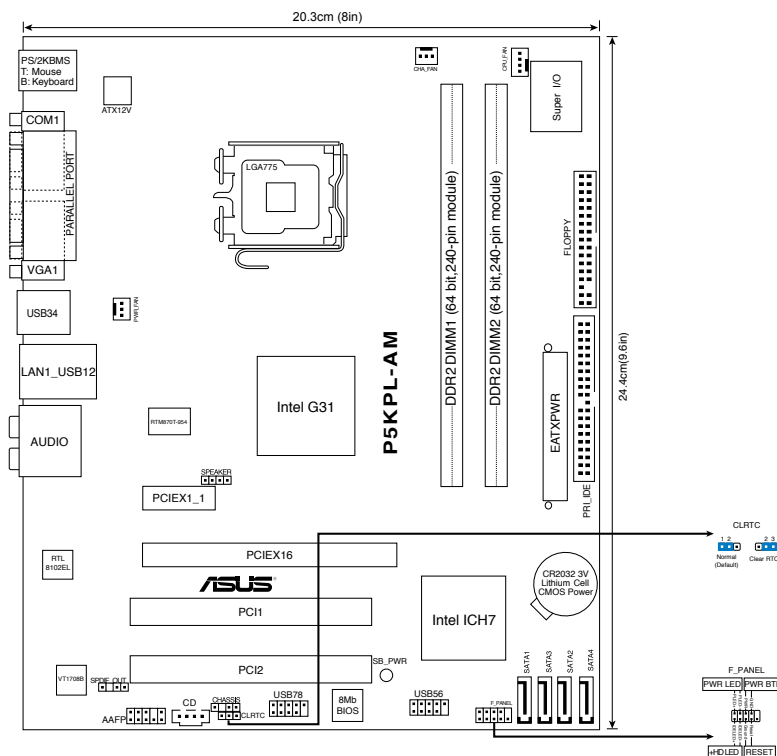 20.3cm (8in)
PS/2KBMS
T: Mouse
B: Keyboard
ATX12V
CHA_FAN
CPU_FAN
Super I/O
COM1
PARALLEL PORT
VGA1
LGA775
DDR2 DIMM1 (64 bit,240-pin module)
DDR2 DIMM2 (64 bit,240-pin module)
FLOPPY
USB34
PWR_FAN
24.4cm(9.6in)
LAN1_USB12
Intel G31
P5KPL-AM
EATXPWR
PRI_IDE
RTM870T-954
AUDIO
SPEAKER
PCIEX1_1
CLRTC
1 2
2 3
Normal
(Default)
Clear RTC
PCIEX16
RTL
8102EL
ASUS
CR2032 3V
Lithium Cell
CMOS Power
PCI1
Intel ICH7
PCI2
SB_PWR
SATA1
SATA3
SATA2
SATA4
VT1708B
SPDIF_OUT
AAFP
CD
CHASSIS
CLRTC
USB78
8Mb
BIOS
USB56
F_PANEL
F_PANEL
PWR LED
PWR BTN
+HDLED
RESET